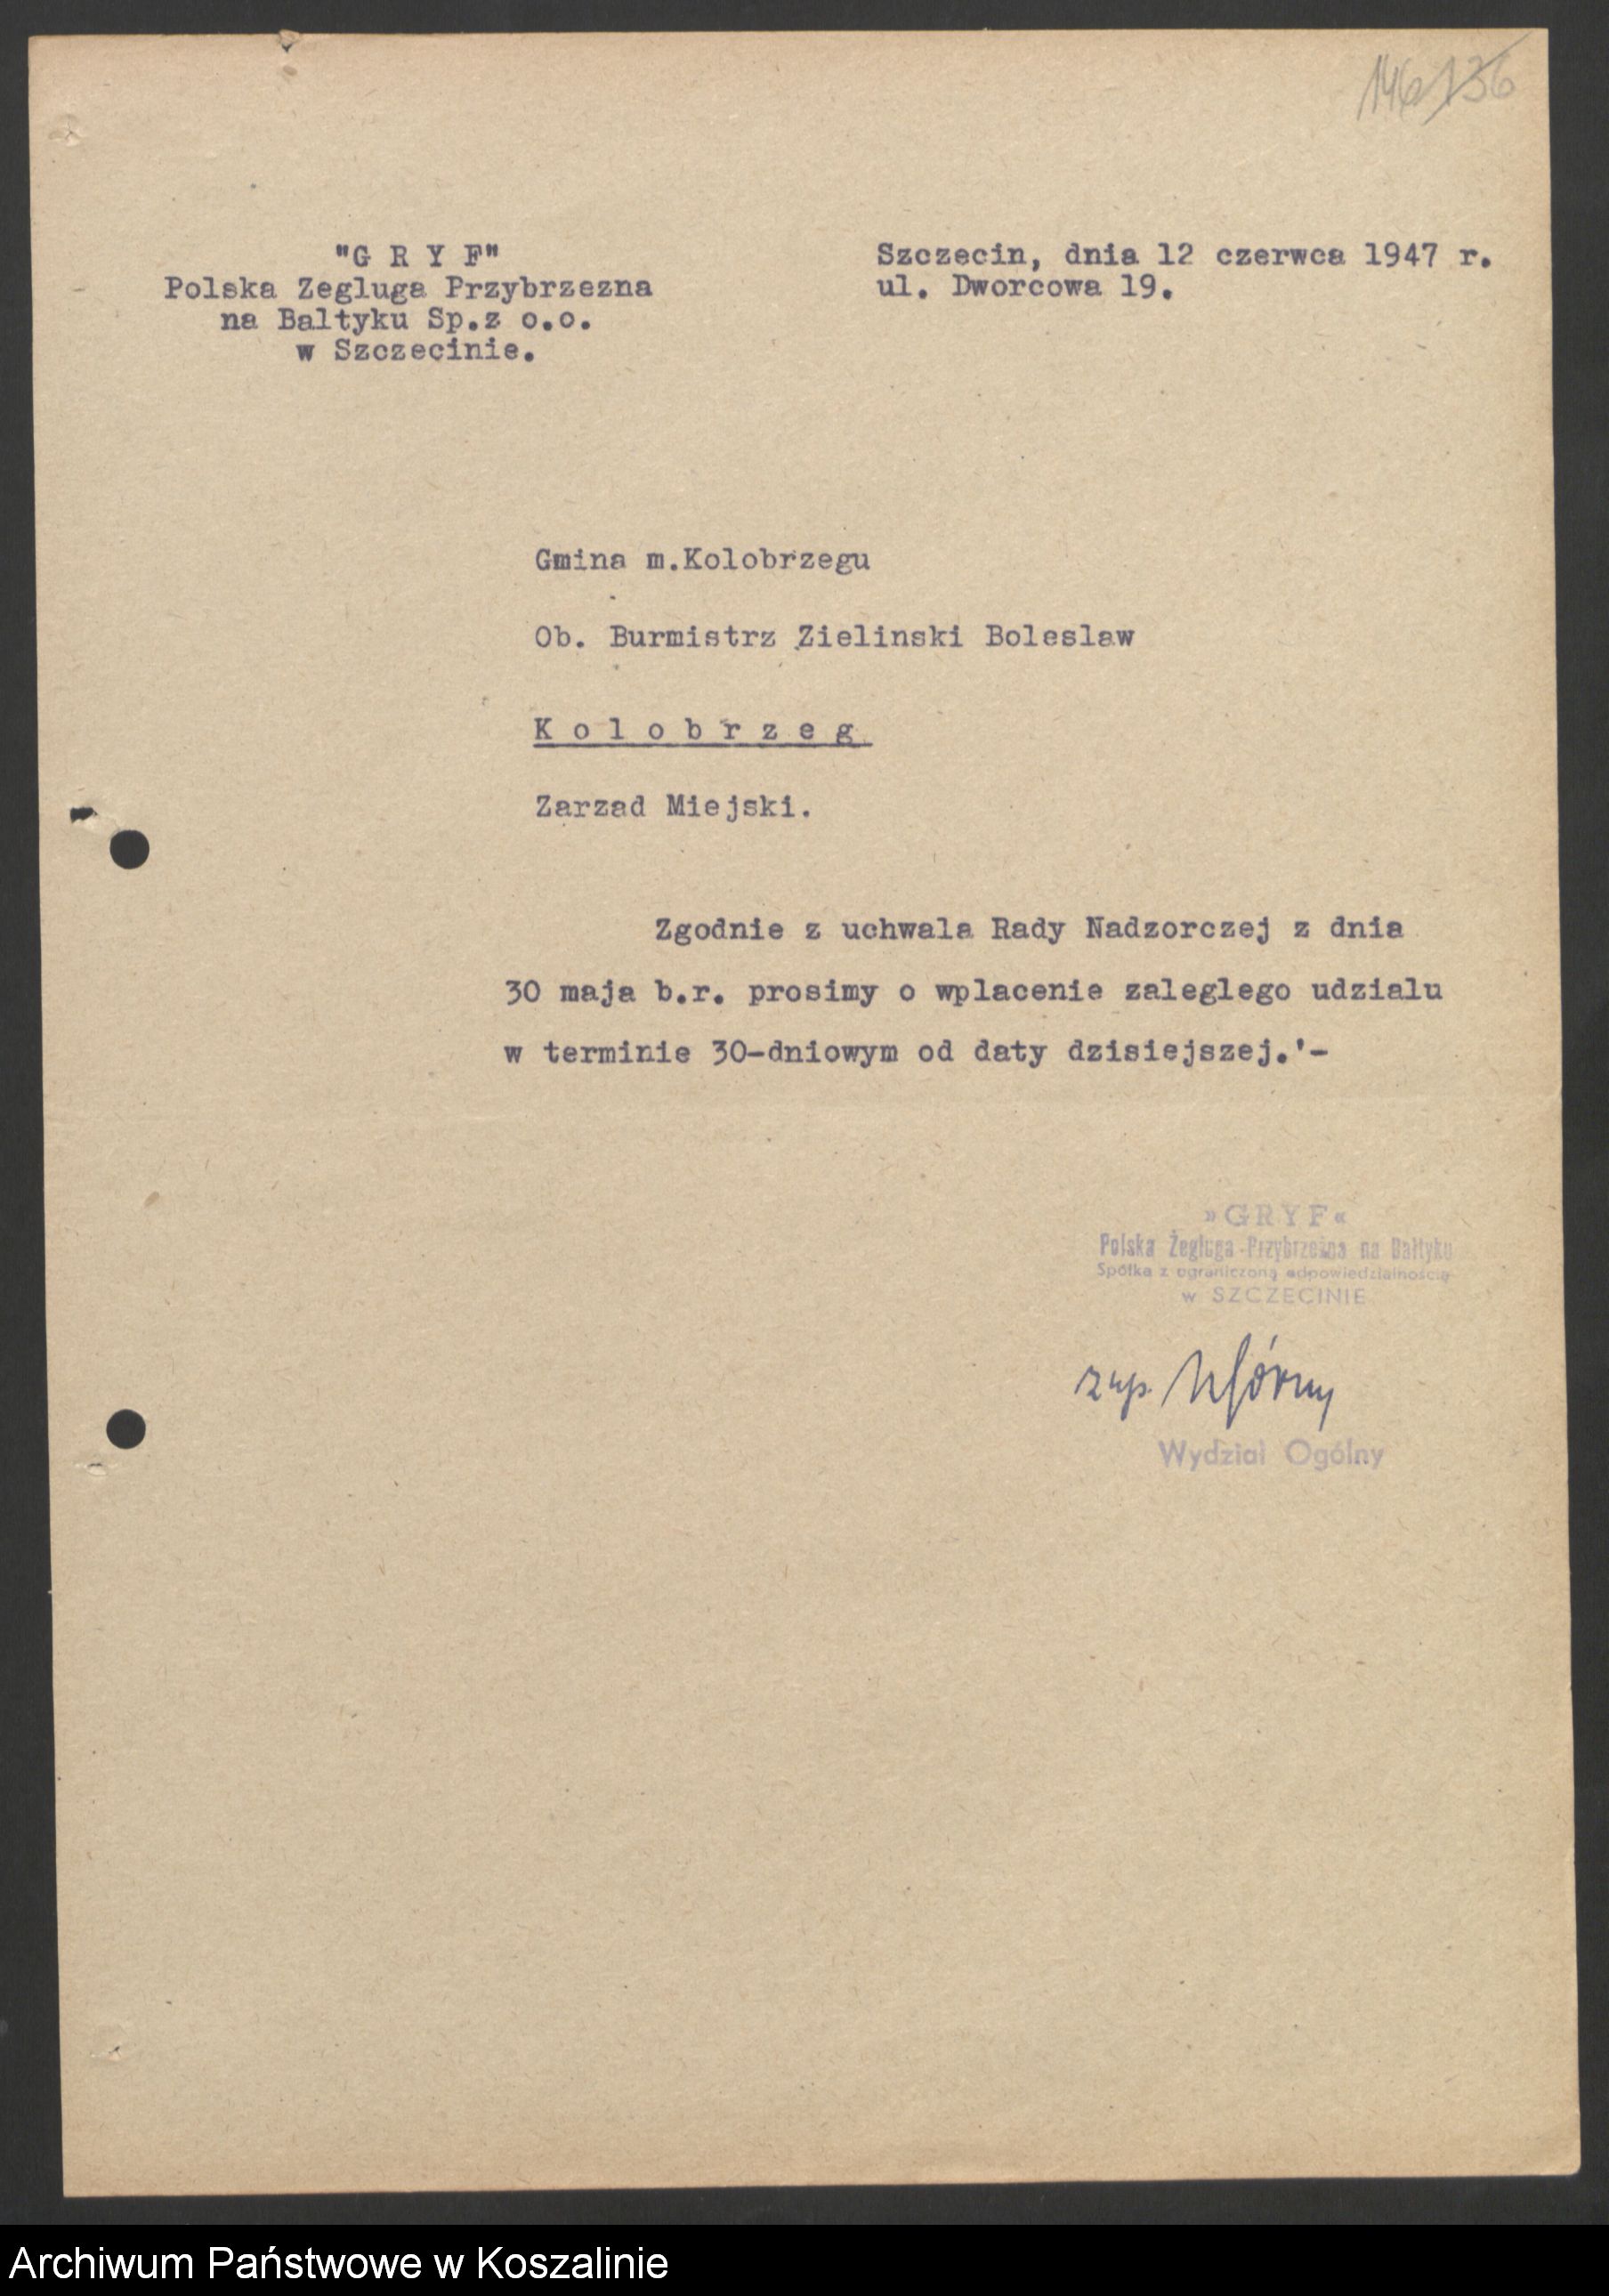 146 136
"G R Y F"
Polska Zegluga Przybrzezna
na Baltyku Sp.z o.o.
w Szczecinie.
Szczecin, dnia 12 czerwca 1947 r.
ul. Dworcowa 19.
Gmina m.Kolobrzegu
Ob. Burmistrz Zielinski Boleslaw
K o l o b r z e g
Zarzad Miejski.
Zgodnie z uchwala Rady Nadzorczej z dnia
30 maja b.r. prosimy o wplacenie zaleglego udzialu
w terminie 30-dniowym od daty dzisiejszej.'-
»GRYF«
Polska Żegluga Przybrzeżna na Bałtyku
Spółka z ograniczoną odpowiedzialnością
w SZCZECINIE
Wydział Ogólny
Archiwum Państwowe w Koszalinie